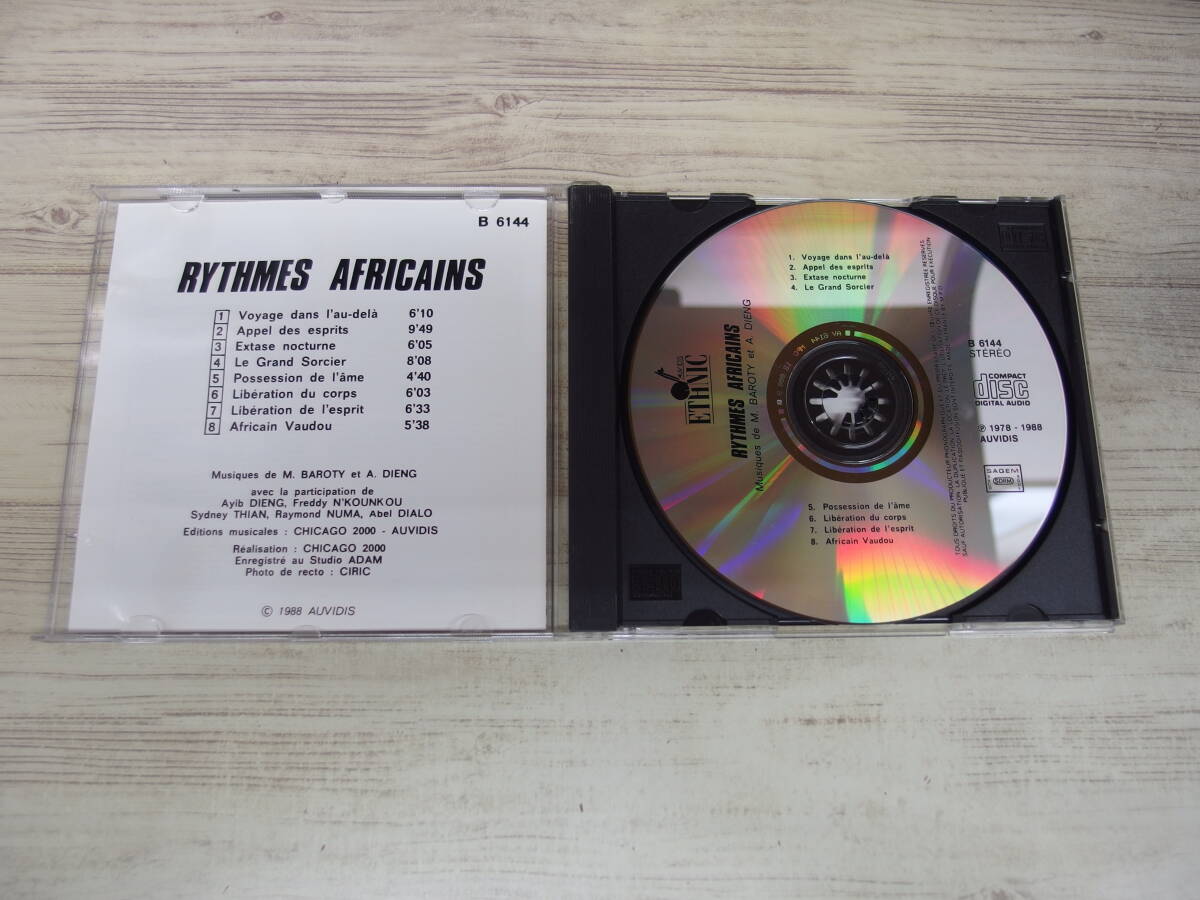 B 6144
RYTHMES AFRICAINS
1 Voyage dans l'au-delà 6'10
2 Appel des esprits 9'49
3 Extase nocturne 6'05
4 Le Grand Sorcier 8'08
5 Possession de l'âme 4'40
6 Libération du corps 6'03
7 Libération de l'esprit 6'33
8 Africain Vaudou 5'38
Musiques de M. BAROTY et A. DIENG
avec la participation de
Ayib DIENG, Freddy N'KOUNKOU
Sydney THIAN, Raymond NUMA, Abel DIALO
Editions musicales : CHICAGO 2000 - AUVIDIS
Réalisation : CHICAGO 2000
Enregistré au Studio ADAM
Photo de recto : CIRIC
© 1988 AUVIDIS
1. Voyage dans l'au-delà
2. Appel des esprits
3. Extase nocturne
4. Le Grand Sorcier
AUVIDIS
ETHNIC
RYTHMES AFRICAINS
Musiques de M. BAROTY et A. DIENG
B 6144
STÉRÉO
COMPACT
disc
DIGITAL AUDIO
℗ 1978 - 1988
AUVIDIS
SACEM
SDRM
5. Possession de l'âme
6. Libération du corps
7. Libération de l'esprit
8. Africain Vaudou